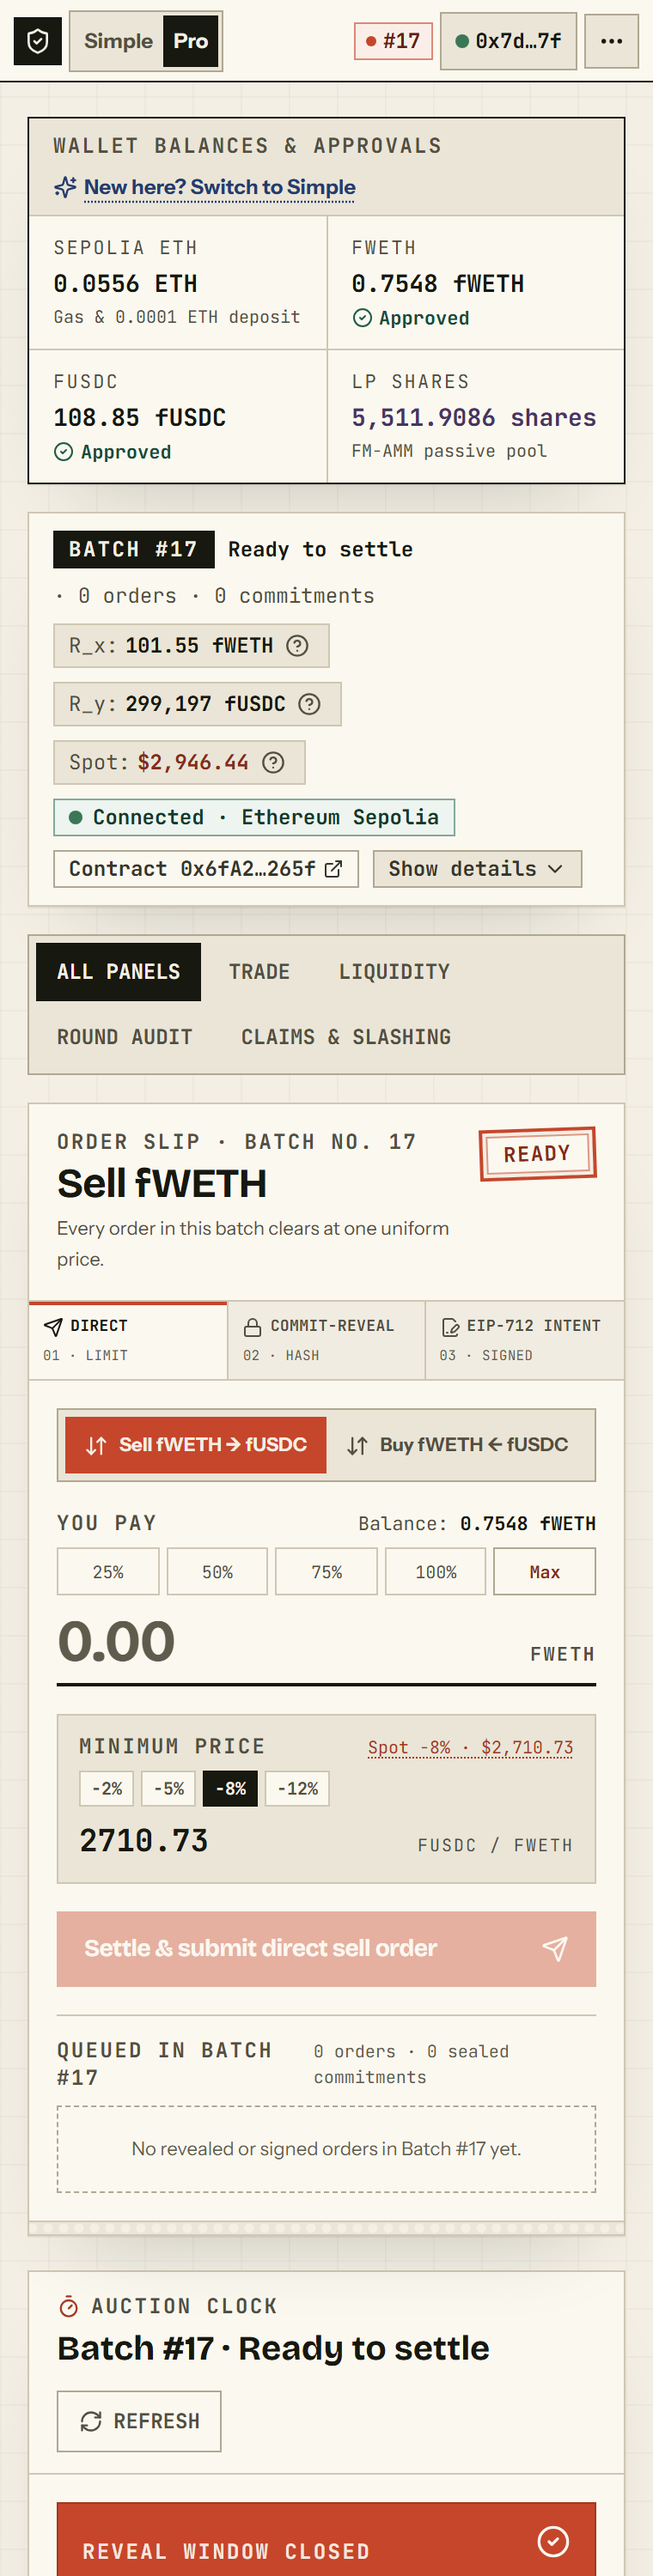 Simple Pro #17 0x7d…7f
WALLET BALANCES & APPROVALS
New here? Switch to Simple
SEPOLIA ETH
0.0556 ETH
Gas & 0.0001 ETH deposit
FWETH
0.7548 fWETH
Approved
FUSDC
108.85 fUSDC
Approved
LP SHARES
5,511.9086 shares
FM-AMM passive pool
BATCH #17 Ready to settle
· 0 orders · 0 commitments
R_x: 101.55 fWETH
R_y: 299,197 fUSDC
Spot: $2,946.44
Connected · Ethereum Sepolia
Contract 0x6fA2…265f Show details
ALL PANELS TRADE LIQUIDITY
ROUND AUDIT CLAIMS & SLASHING
ORDER SLIP · BATCH NO. 17
READY
Sell fWETH
Every order in this batch clears at one uniform
price.
DIRECT
01 · LIMIT
COMMIT-REVEAL
02 · HASH
EIP-712 INTENT
03 · SIGNED
Sell fWETH → fUSDC Buy fWETH ← fUSDC
YOU PAY Balance: 0.7548 fWETH
25% 50% 75% 100% Max
0.00 FWETH
MINIMUM PRICE Spot -8% · $2,710.73
-2% -5% -8% -12%
2710.73 FUSDC / FWETH
Settle & submit direct sell order
QUEUED IN BATCH
#17
0 orders · 0 sealed
commitments
No revealed or signed orders in Batch #17 yet.
AUCTION CLOCK
Batch #17 · Ready to settle
REFRESH
REVEAL WINDOW CLOSED